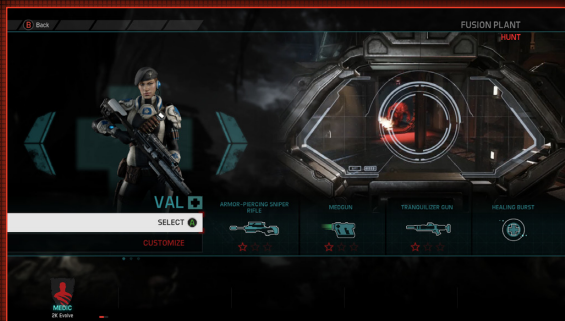 B Back
FUSION PLANT
HUNT
VAL
SELECT A
CUSTOMIZE
ARMOR-PIERCING SNIPER
RIFLE
MEDGUN
TRANQUILIZER GUN
HEALING BURST
MEDIC
2K Evolve